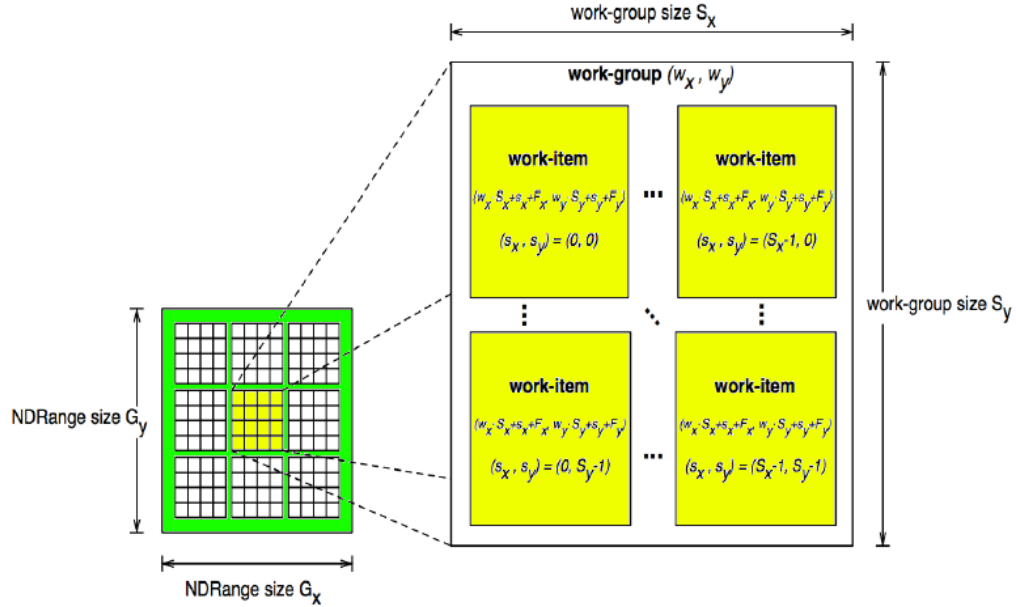 work-group size Sx
work-group (wx , wy)
work-item
work-item
(wx· Sx+sx+Fx, wy· Sy+sy+Fy)
...
(wx· Sx+sx+Fx, wy· Sy+sy+Fy)
(sx , sy) = (0, 0)
(sx , sy) = (Sx-1, 0)
work-group size Sy
work-item
work-item
NDRange size Gy
(wx· Sx+sx+Fx, wy· Sy+sy+Fy)
(wx· Sx+sx+Fx, wy· Sy+sy+Fy)
...
(sx , sy) = (0, Sy-1)
(sx , sy) = (Sx-1, Sy-1)
NDRange size Gx